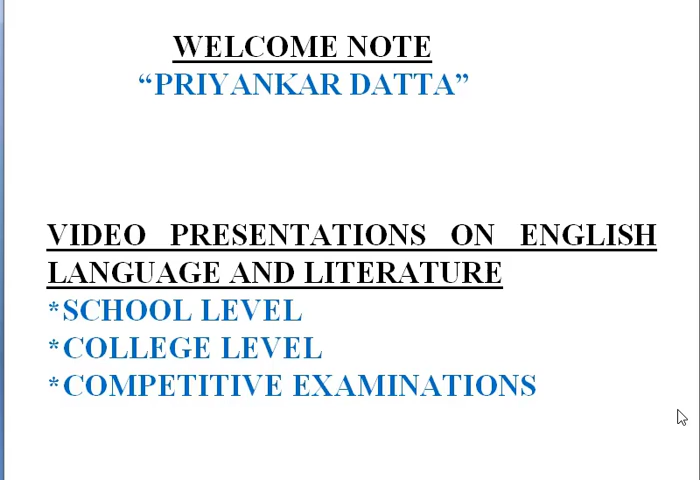 WELCOME NOTE
“PRIYANKAR DATTA”
VIDEO PRESENTATIONS ON ENGLISH
LANGUAGE AND LITERATURE
*SCHOOL LEVEL
*COLLEGE LEVEL
*COMPETITIVE EXAMINATIONS